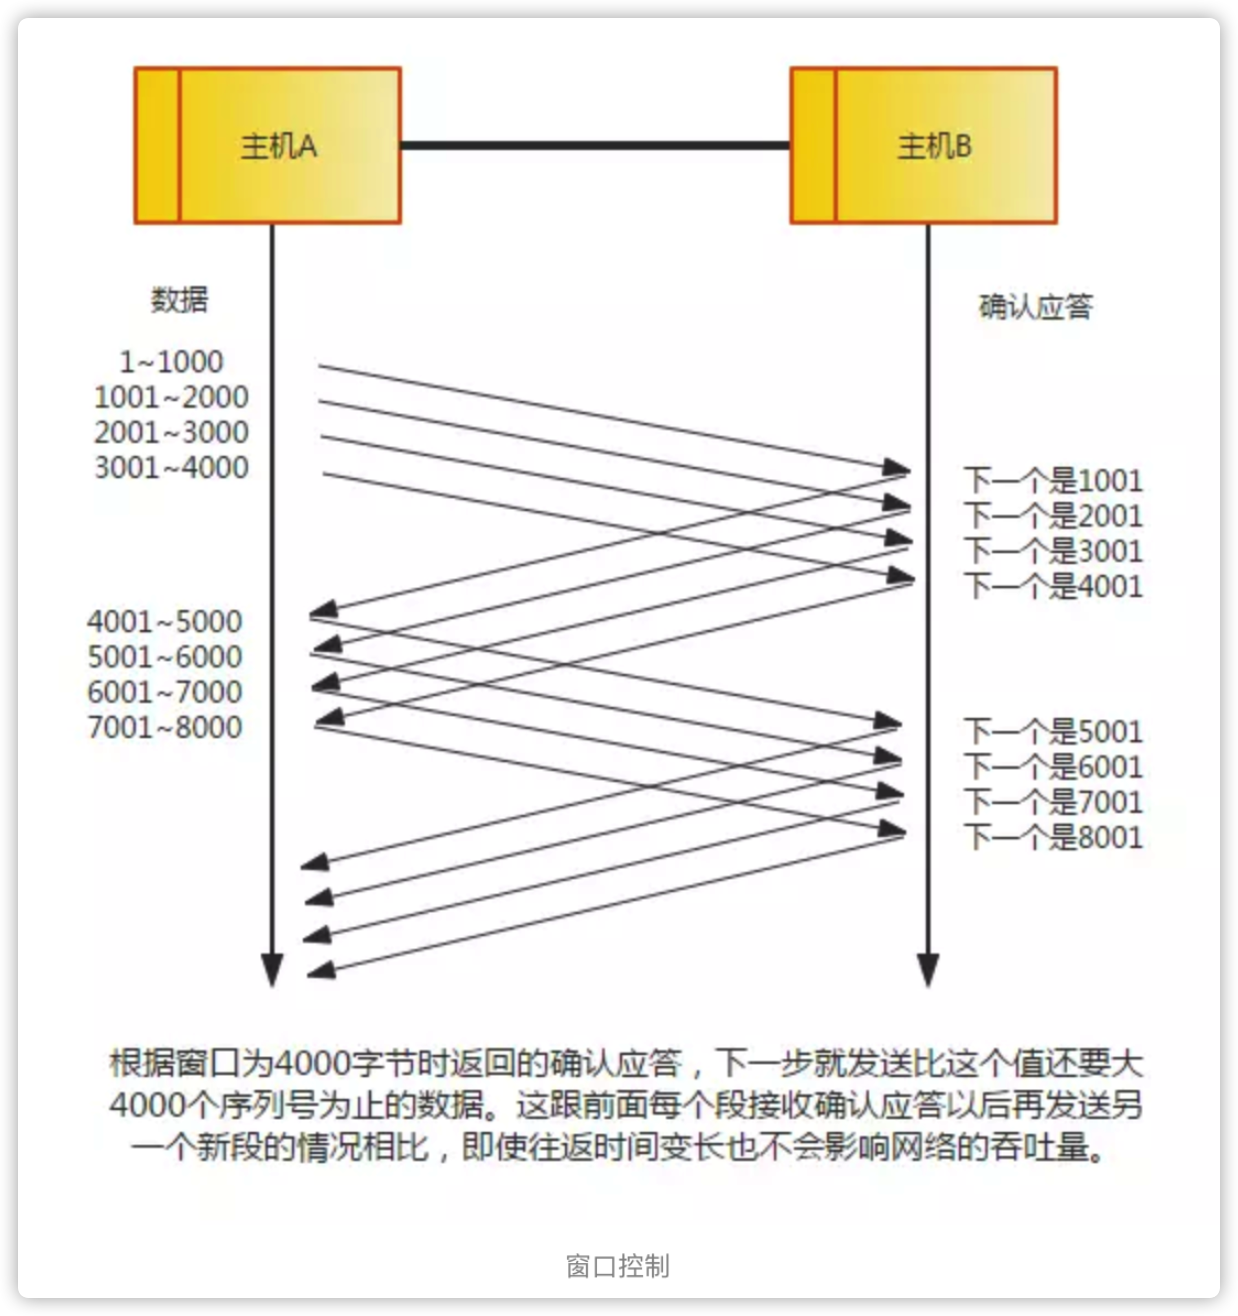 主机A
主机B
数据
确认应答
1~1000
1001~2000
2001~3000
3001~4000
下一个是1001
下一个是2001
下一个是3001
下一个是4001
4001~5000
5001~6000
6001~7000
7001~8000
下一个是5001
下一个是6001
下一个是7001
下一个是8001
根据窗口为4000字节时返回的确认应答，下一步就发送比这个值还要大
4000个序列号为止的数据。这跟前面每个段接收确认应答以后再发送另
一个新段的情况相比，即使往返时间变长也不会影响网络的吞吐量。
窗口控制